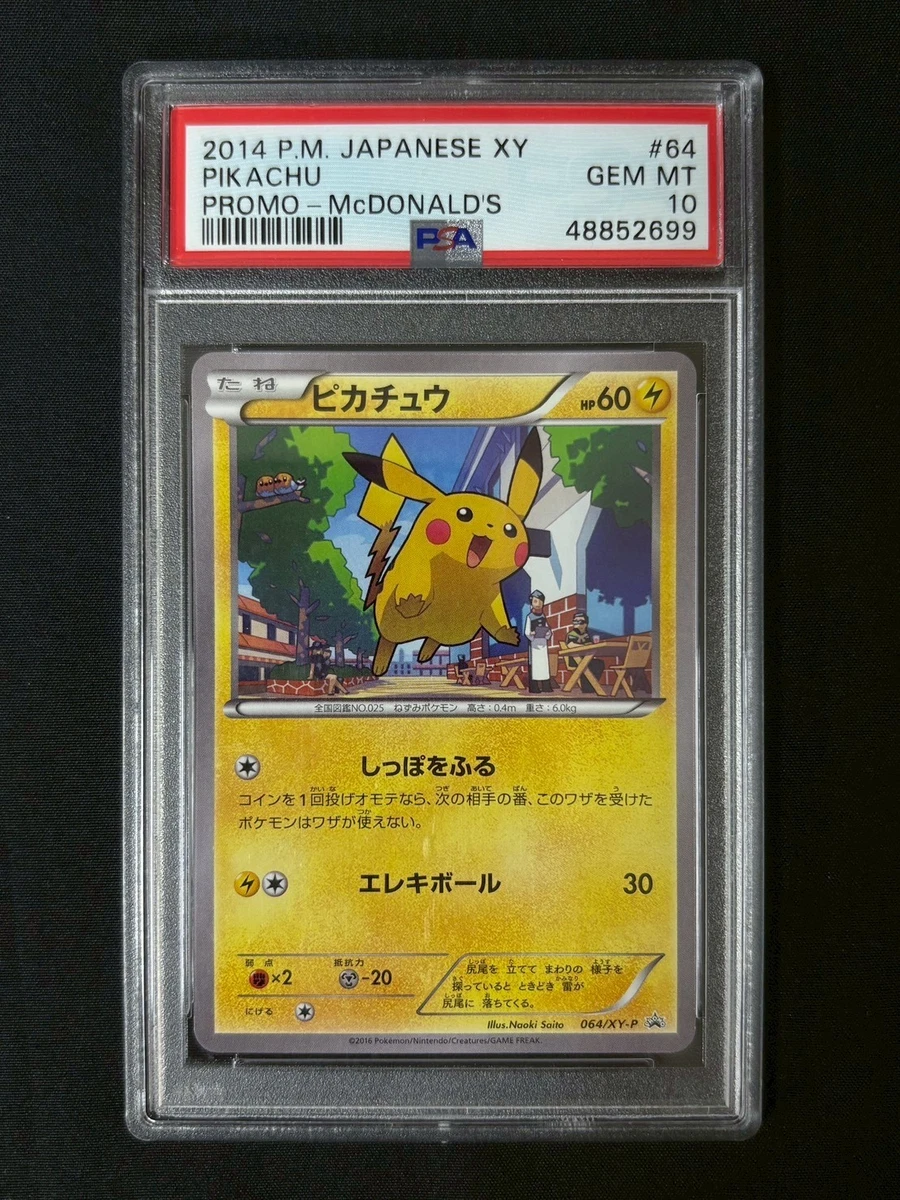 2014 P.M. JAPANESE XY #64
PIKACHU GEM MT
PROMO – McDONALD'S 10
PSA 48852699
たね ピカチュウ HP60
全国図鑑NO.025 ねずみポケモン 高さ:0.4m 重さ:6.0kg
しっぽをふる
コインを1回投げオモテなら、次の相手の番、このワザを受けた
ポケモンはワザが使えない。
エレキボール 30
弱点 抵抗力
×2 -20
にげる
尻尾を 立てて まわりの 様子を
探っていると ときどき 雷が
尻尾に 落ちてくる。
Illus.Naoki Saito 064/XY-P
©2016 Pokémon/Nintendo/Creatures/GAME FREAK.